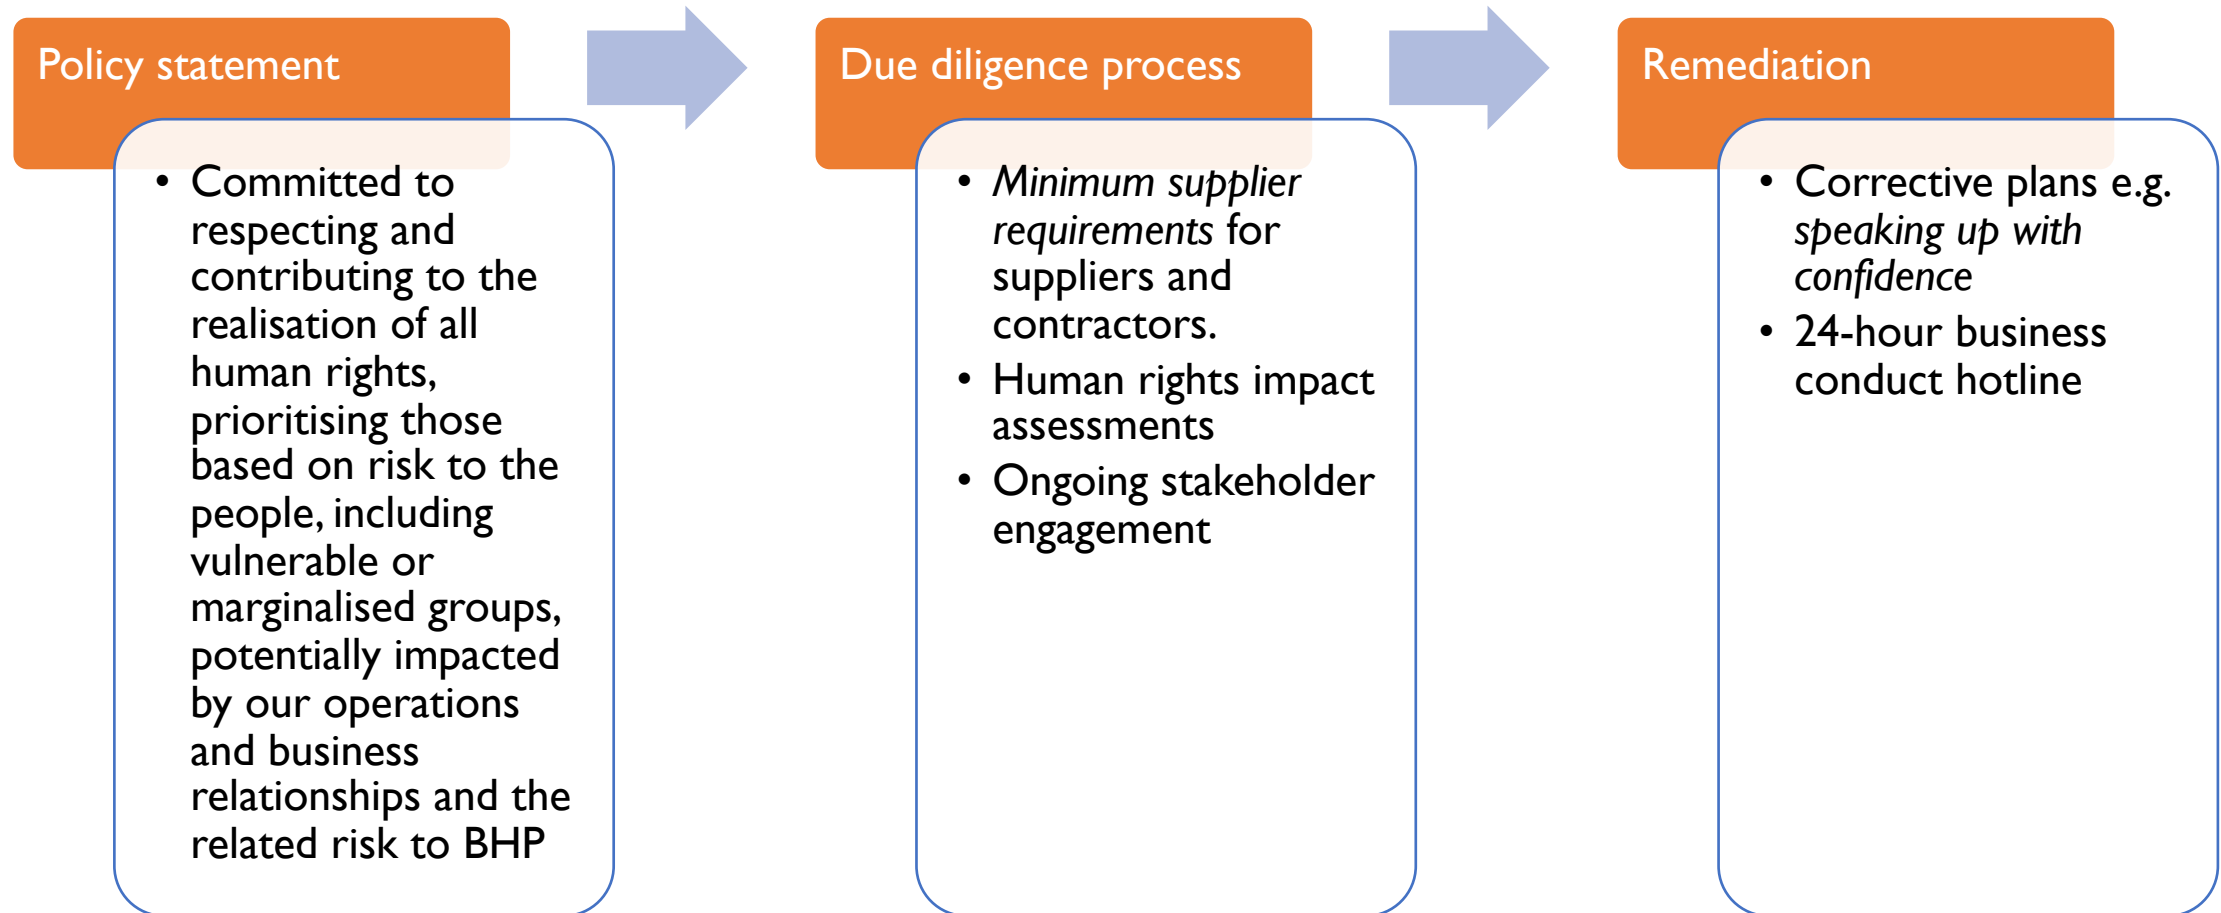 Policy statement
• Committed to
respecting and
contributing to the
realisation of all
human rights,
prioritising those
based on risk to the
people, including
vulnerable or
marginalised groups,
potentially impacted
by our operations
and business
relationships and the
related risk to BHP
Due diligence process
• Minimum supplier
requirements for
suppliers and
contractors.
• Human rights impact
assessments
• Ongoing stakeholder
engagement
Remediation
• Corrective plans e.g.
speaking up with
confidence
• 24-hour business
conduct hotline